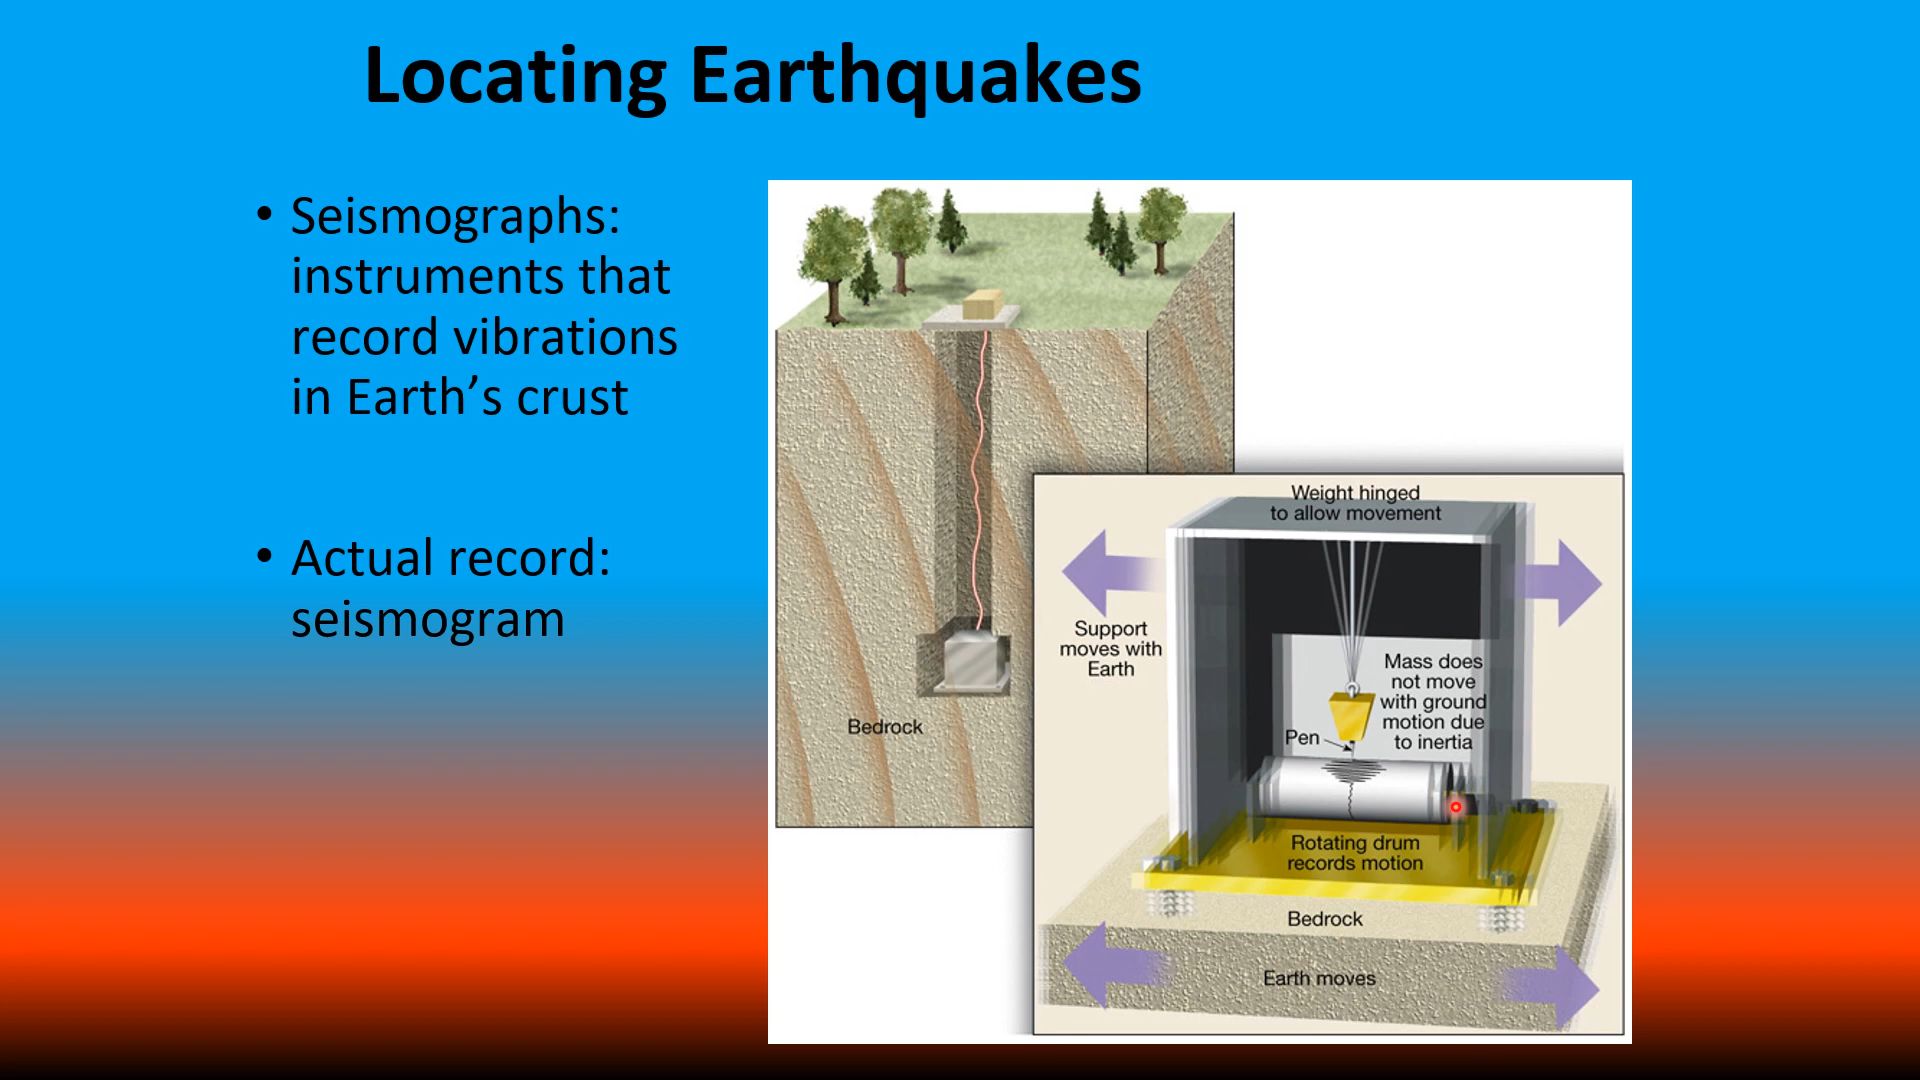 Locating Earthquakes
• Seismographs:
instruments that
record vibrations
in Earth’s crust
• Actual record:
seismogram
Bedrock
Weight hinged
to allow movement
Support
moves with
Earth
Mass does
not move
with ground
motion due
to inertia
Pen
Rotating drum
records motion
Bedrock
Earth moves